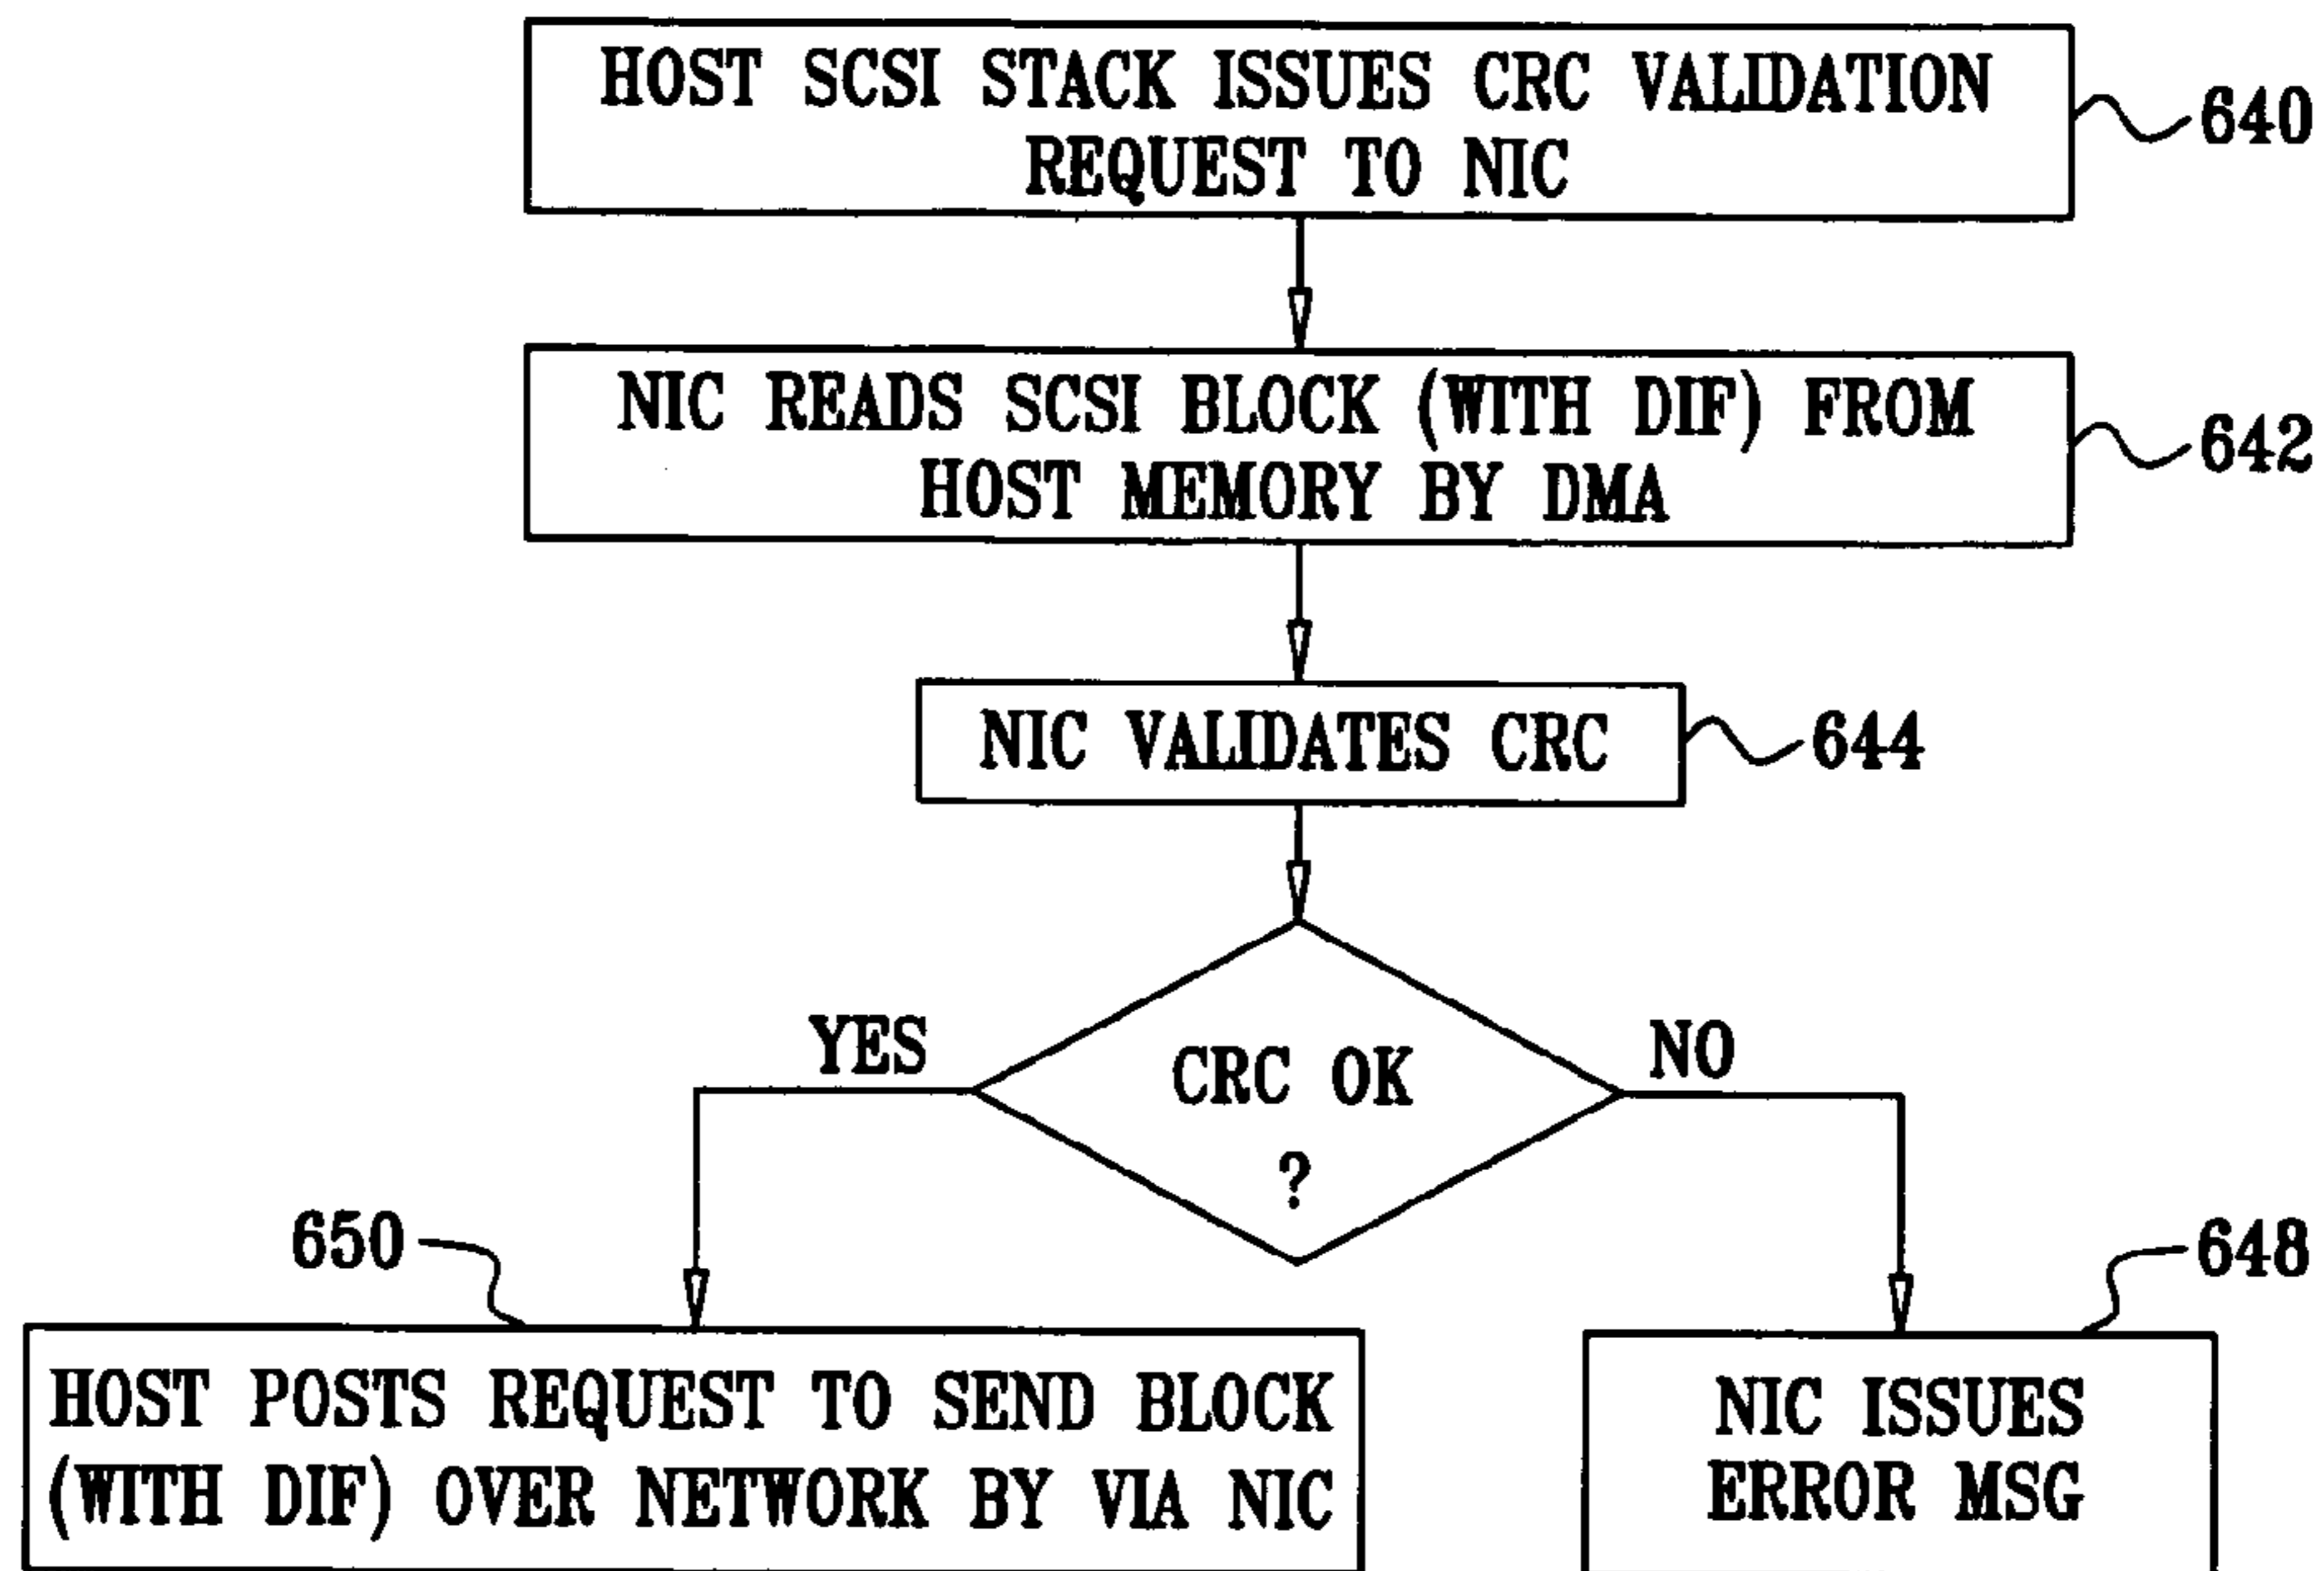 HOST SCSI STACK ISSUES CRC VALIDATION
REQUEST TO NIC
640
NIC READS SCSI BLOCK (WITH DIF) FROM
HOST MEMORY BY DMA
642
NIC VALIDATES CRC
644
CRC OK
?
YES
NO
650
648
HOST POSTS REQUEST TO SEND BLOCK
(WITH DIF) OVER NETWORK BY VIA NIC
NIC ISSUES
ERROR MSG